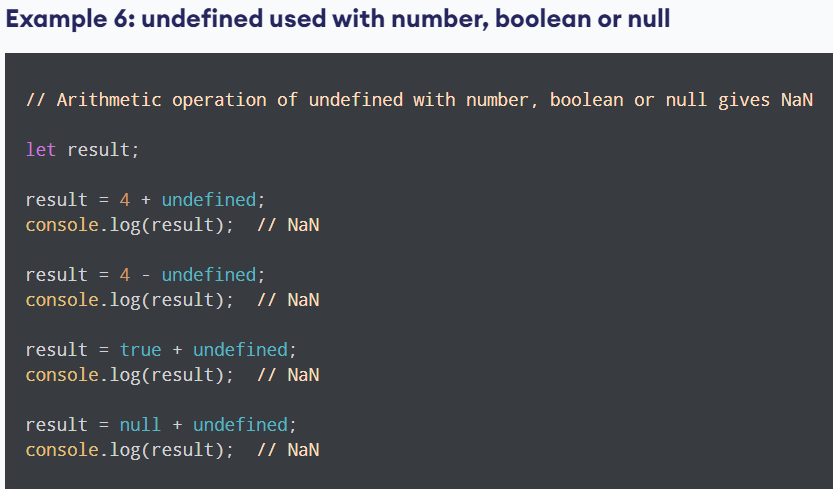 Example 6: undefined used with number, boolean or null
// Arithmetic operation of undefined with number, boolean or null gives NaN
let result;
result = 4 + undefined;
console.log(result);  // NaN
result = 4 - undefined;
console.log(result);  // NaN
result = true + undefined;
console.log(result);  // NaN
result = null + undefined;
console.log(result);  // NaN